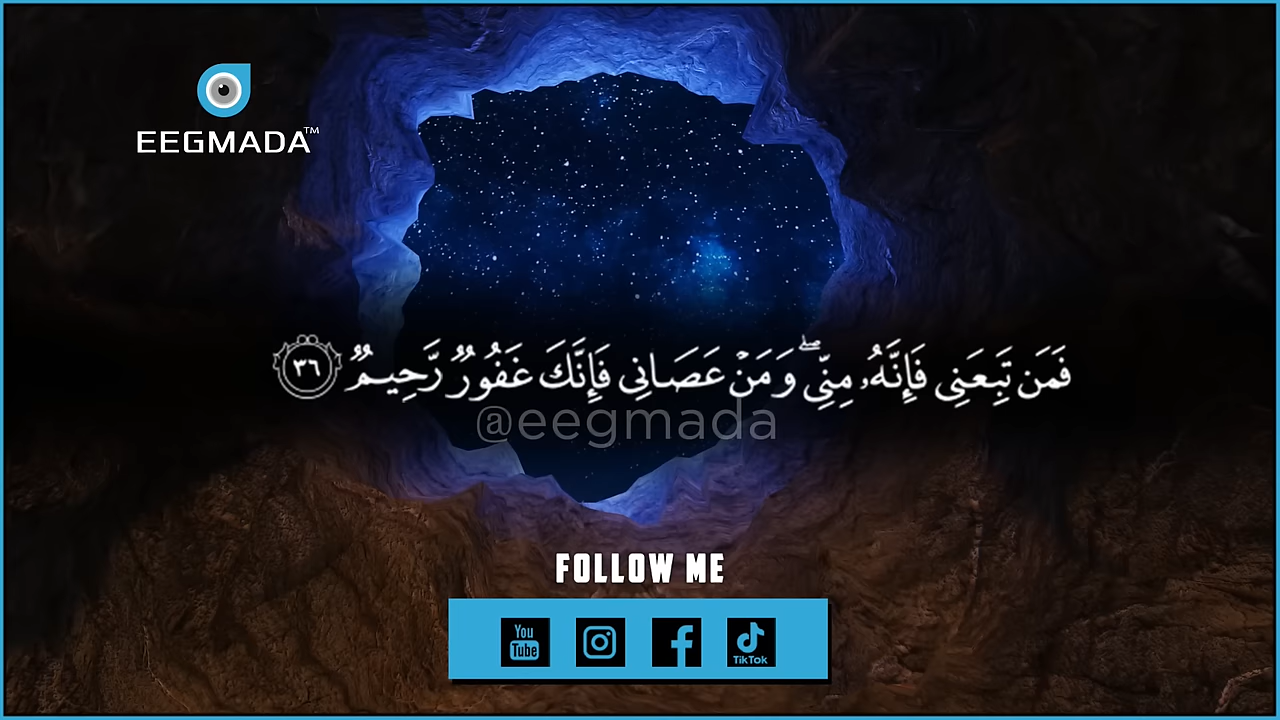 EEGMADA™
فَمَن تَبِعَنِي فَإِنَّهُۥ مِنِّيۖ وَمَنۡ عَصَانِي فَإِنَّكَ غَفُورٞ رَّحِيمٞ ٣٦
@eegmada
FOLLOW ME
You Tube TikTok